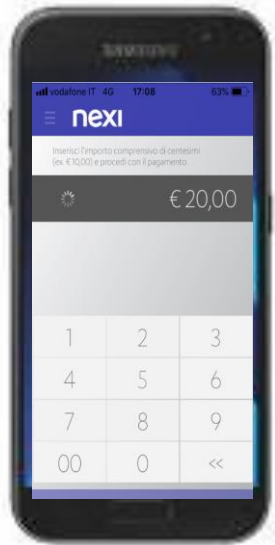 SAMSUNG
vodafone IT 4G 17:08 63%
nexi
Inserisci l'importo comprensivo di centesimi
(ex. €10,00) e procedi con il pagamento
€ 20,00
1 2 3
4 5 6
7 8 9
00 0 <<